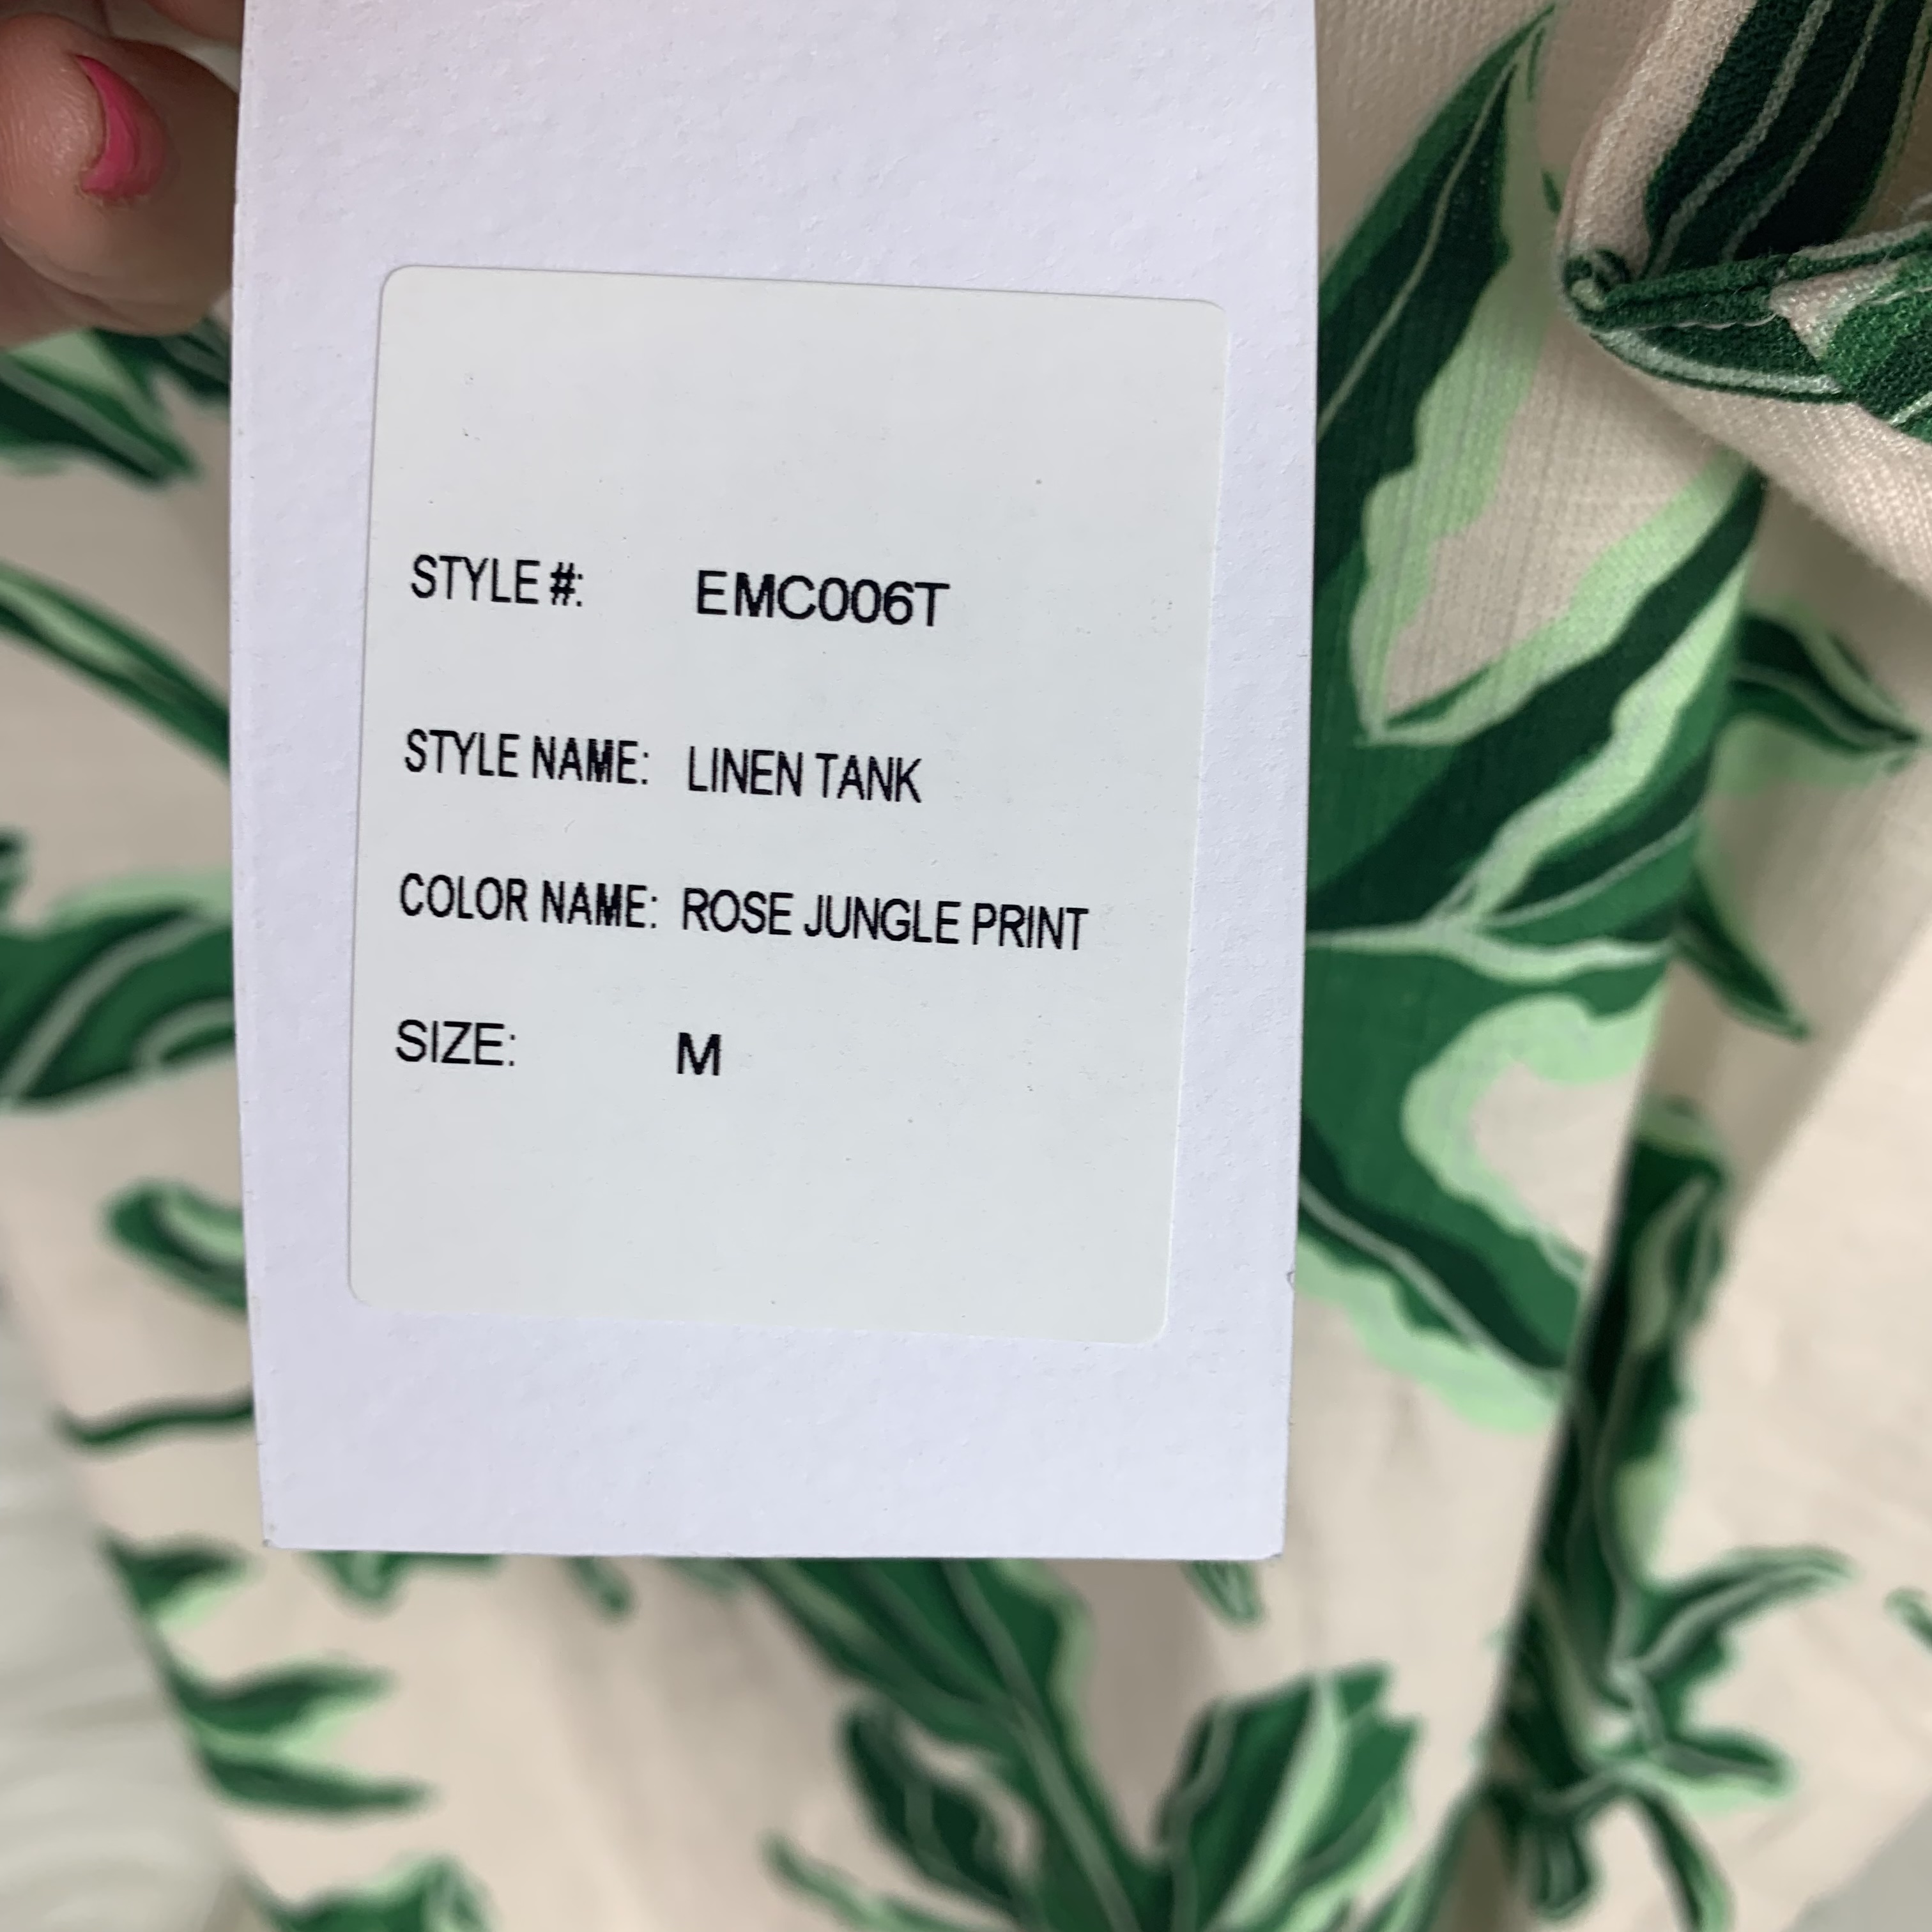 STYLE #: EMC006T
STYLE NAME: LINEN TANK
COLOR NAME: ROSE JUNGLE PRINT
SIZE: M